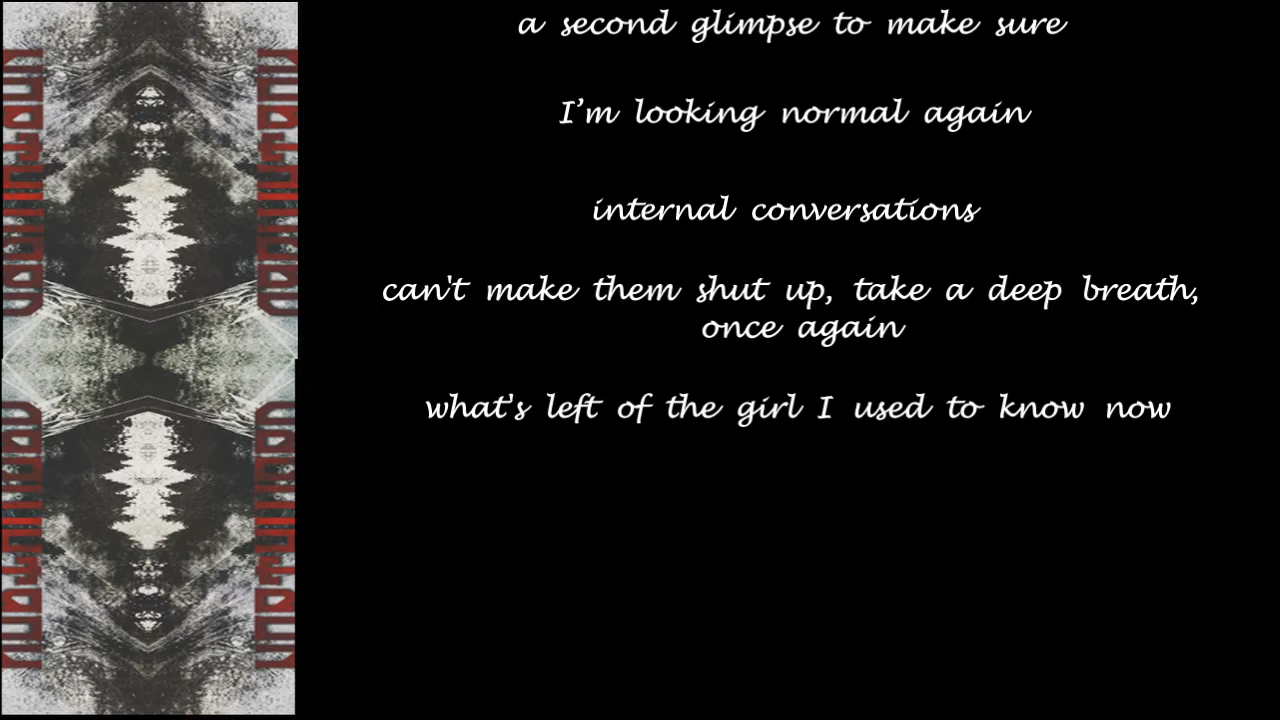 a second glimpse to make sure
I'm looking normal again
internal conversations
can't make them shut up, take a deep breath,
once again
what's left of the girl I used to know now